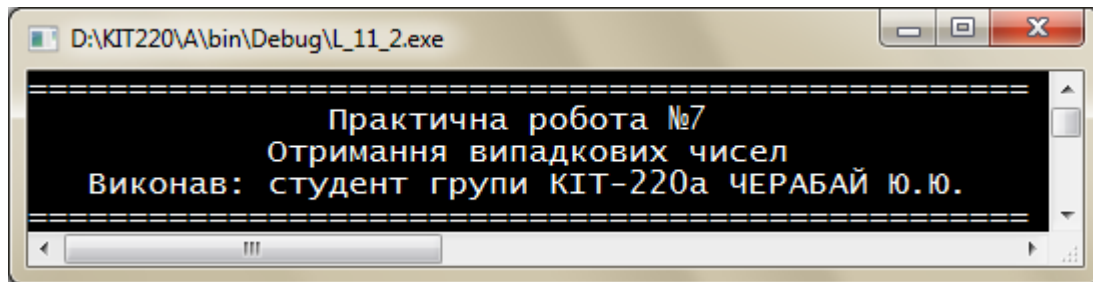 D:\KIT220\A\bin\Debug\L_11_2.exe
==================================================
Практична робота №7
Отримання випадкових чисел
Виконав: студент групи КІТ-220а ЧЕРАБАЙ Ю.Ю.
==================================================